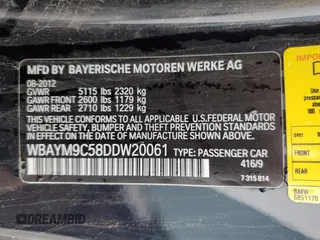 MFD BY BAYERISCHE MOTOREN WERKE AG
08-2012
GVWR 5115 lbs 2320 kg
GAWR FRONT 2600 lbs 1179 kg
GAWR REAR 2710 lbs 1229 kg
THIS VEHICLE CONFORMS TO ALL APPLICABLE
U.S.FEDERAL MOTOR VEHICLE SAFETY,
BUMPER, AND THEFT PREVENTION STANDARDS
IN EFFECT ON THE DATE OF MANUFACTURE
SHOWN ABOVE.
WBAYM9C58DDW20061 TYPE: PASSENGER CAR
416/9
7 315 814
BMW
6851170
DREAMBID